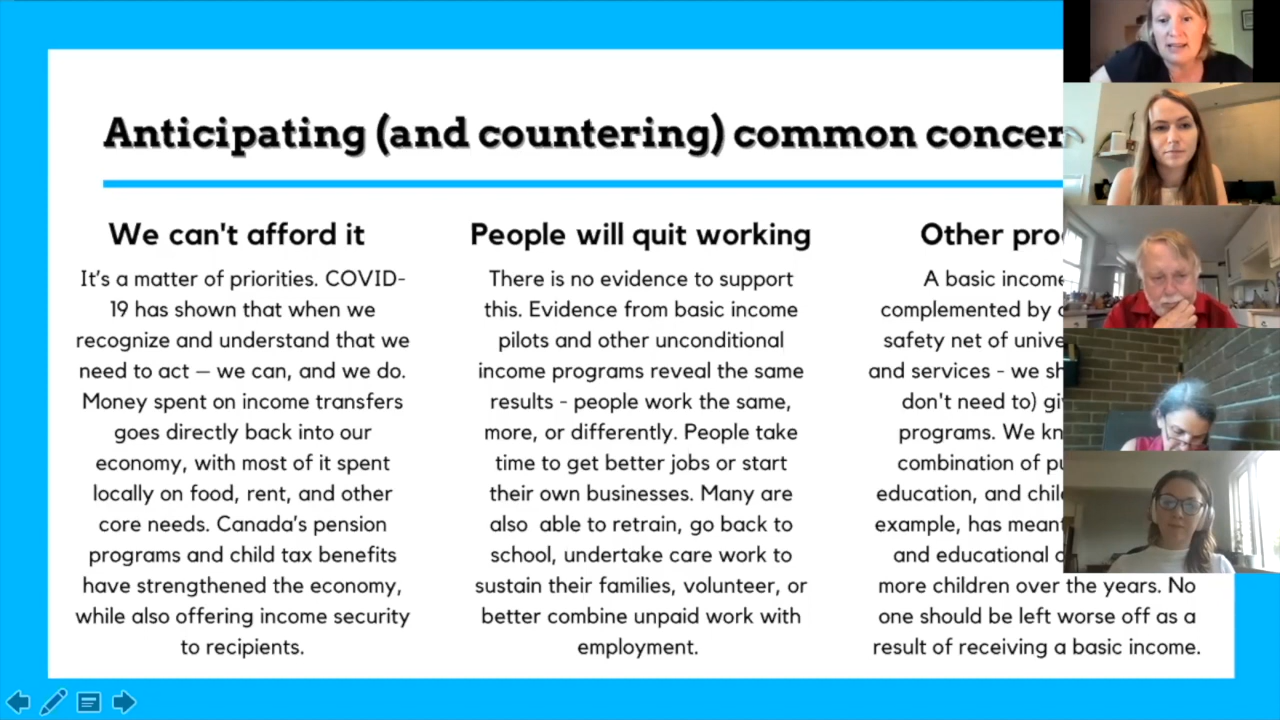 Anticipating (and countering) common
We can't afford it
It's a matter of priorities. COVID-
19 has shown that when we
recognize and understand that we
need to act – we can, and we do.
Money spent on income transfers
goes directly back into our
economy, with most of it spent
locally on food, rent, and other
core needs. Canada's pension
programs and child tax benefits
have strengthened the economy,
while also offering income security
to recipients.
People will quit working
There is no evidence to support
this. Evidence from basic income
pilots and other unconditional
income programs reveal the same
results - people work the same,
more, or differently. People take
time to get better jobs or start
their own businesses. Many are
also able to retrain, go back to
school, undertake care work to
sustain their families, volunteer, or
better combine unpaid work with
employment.
Other
A basic income
complemented by
safety net of
and services - we
don't need to)
programs. We
combination of
education, and
example, has meant
and educational
more children over the years. No
one should be left worse off as a
result of receiving a basic income.